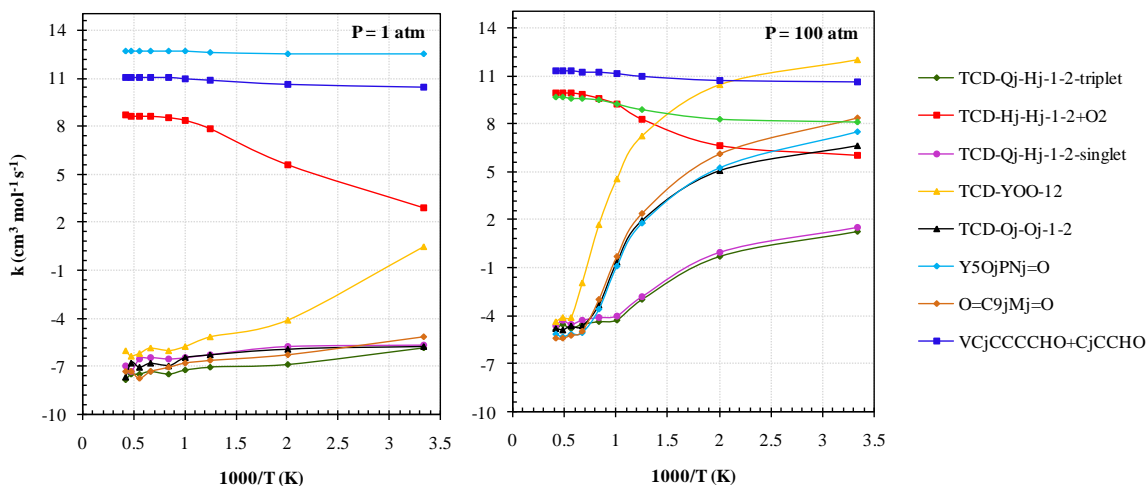 P = 1 atm
14
11
8
5
2
-1
-4
-7
-10
0
0.5
1
1.5
2
2.5
3
3.5
1000/T (K)
k (cm³ mol⁻¹ s⁻¹)
P = 100 atm
14
11
8
5
2
-1
-4
-7
-10
0
0.5
1
1.5
2
2.5
3
3.5
1000/T (K)
TCD-Qj-Hj-1-2-triplet
TCD-Hj-Hj-1-2+O2
TCD-Qj-Hj-1-2-singlet
TCD-YOO-12
TCD-Oj-Oj-1-2
Y5OjPNj=O
O=C9jMj=O
VCjCCCCHO+CjCCHO